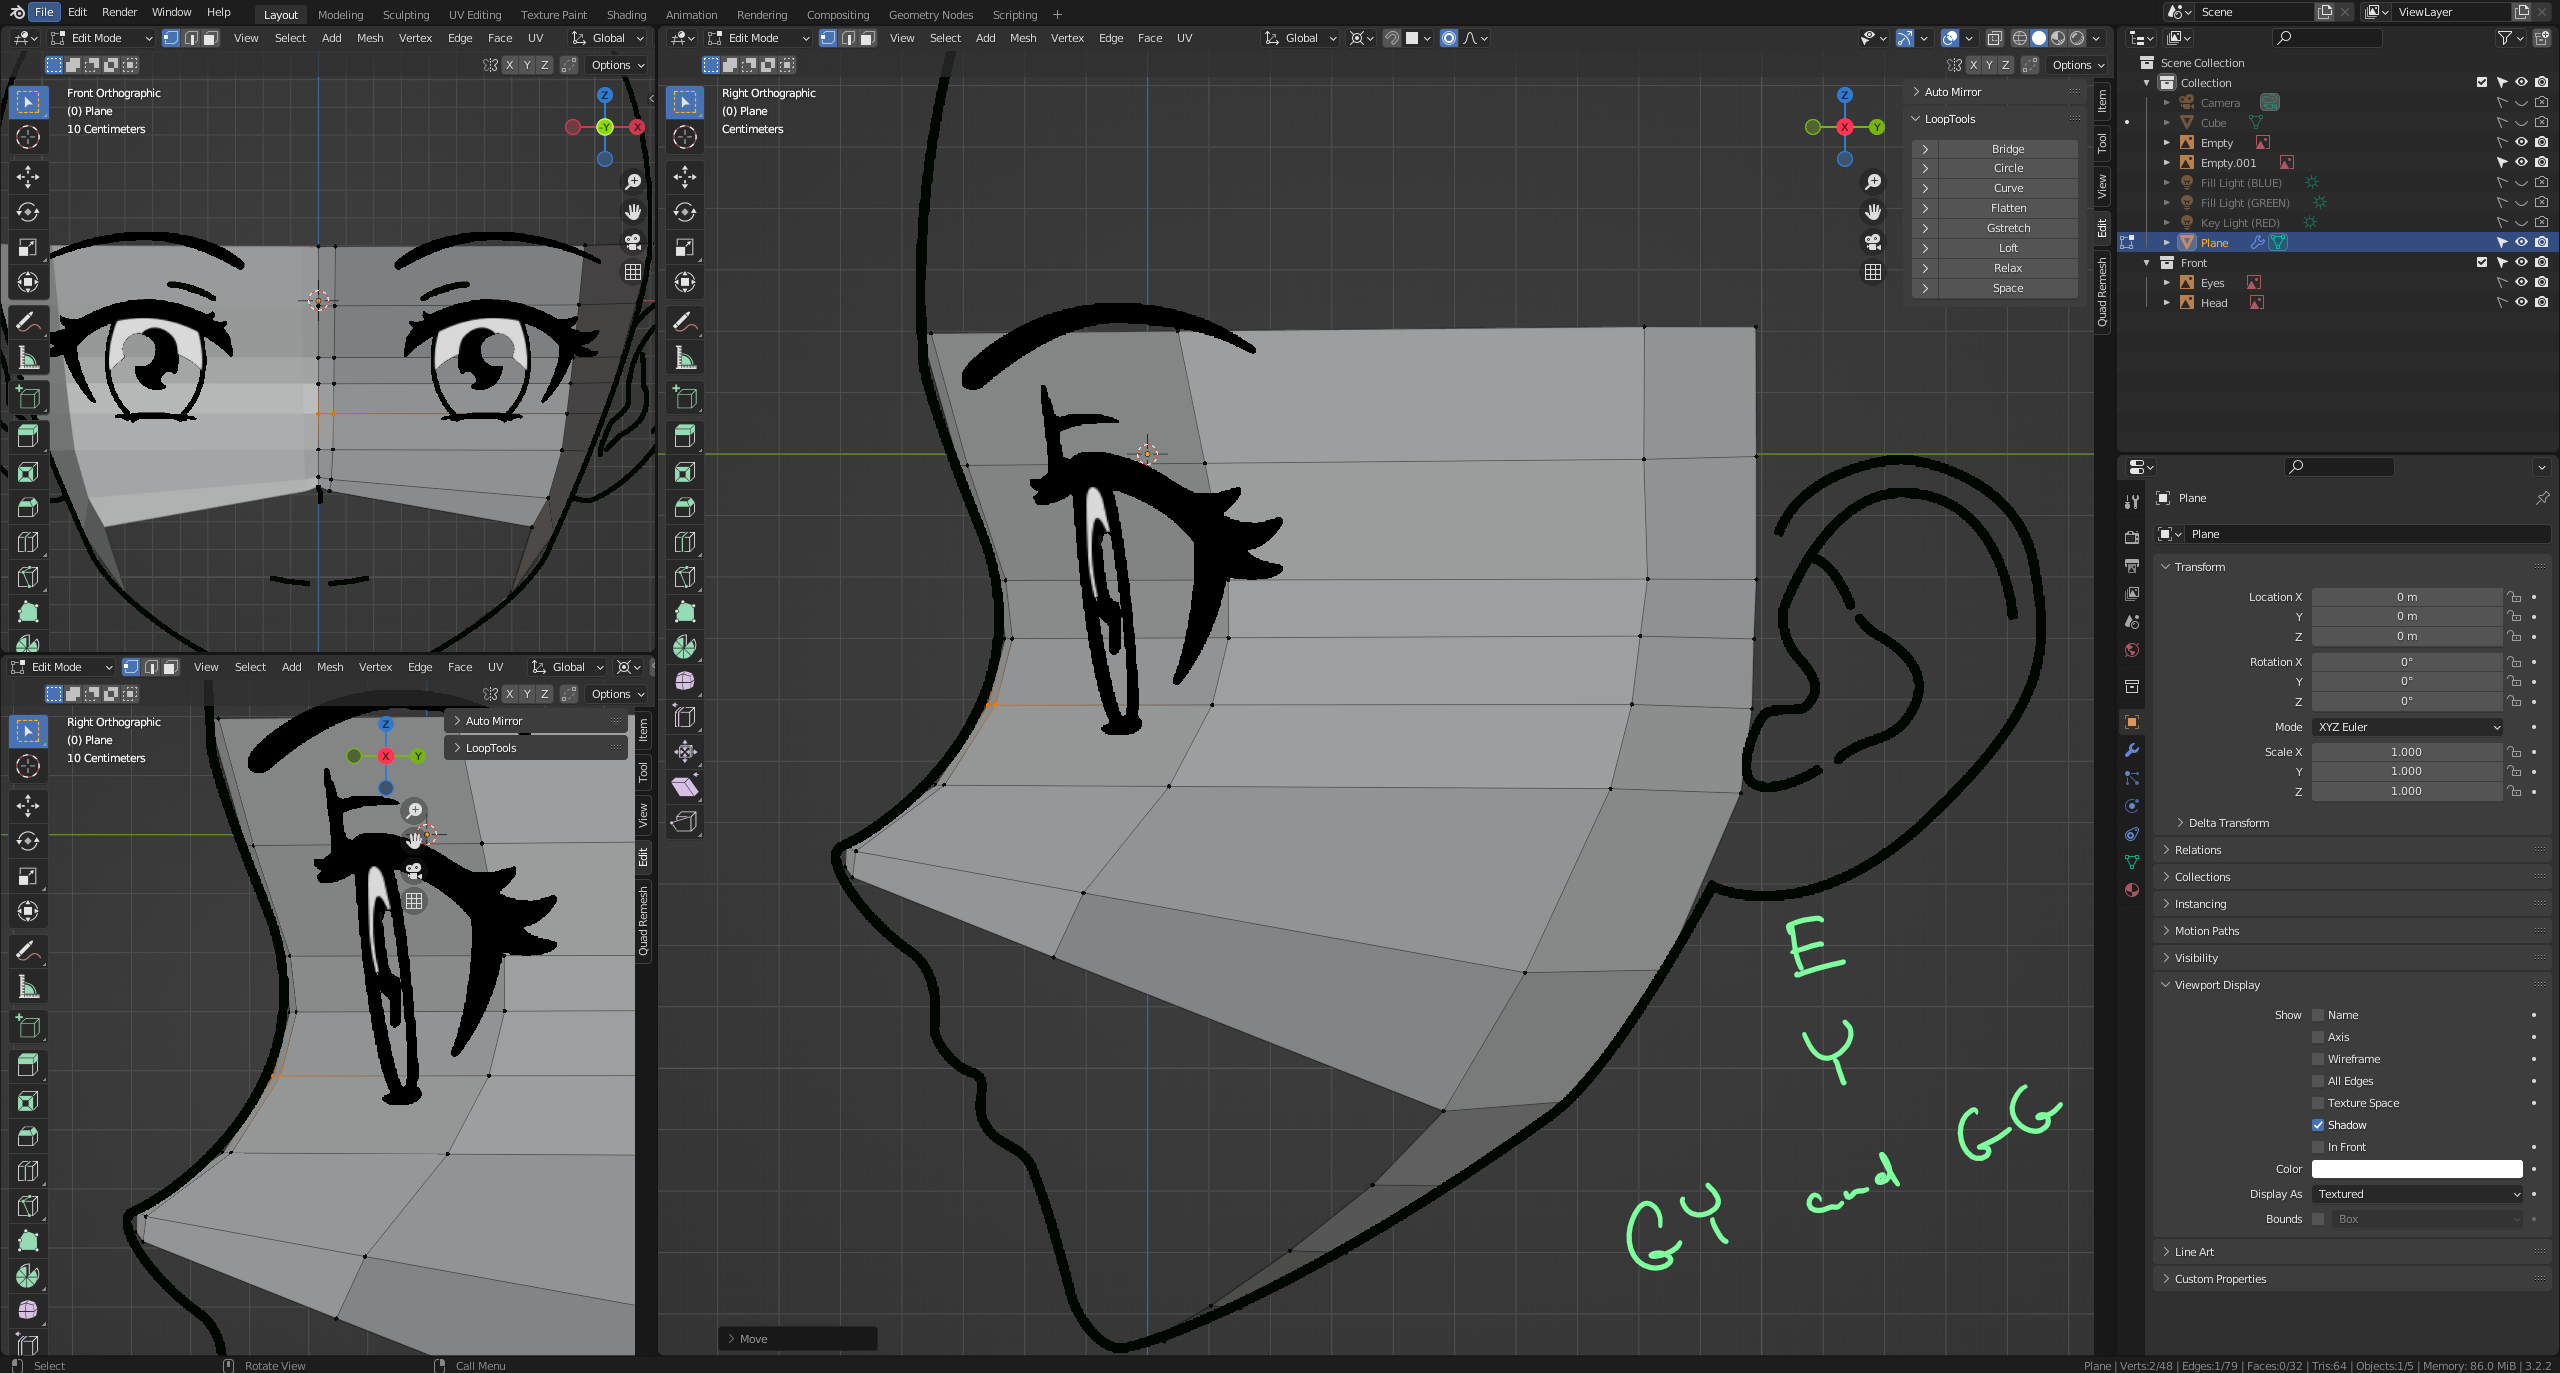 File Edit Render Window Help Layout Modeling Sculpting UV Editing Texture Paint Shading Animation Rendering Compositing Geometry Nodes Scripting + Scene ViewLayer
Edit Mode View Select Add Mesh Vertex Edge Face UV Global
X Y Z Options
Front Orthographic
(0) Plane
10 Centimeters
Z
Y
X
Edit Mode View Select Add Mesh Vertex Edge Face UV Global
X Y Z Options
Right Orthographic
(0) Plane
Centimeters
Z
X
Y
Auto Mirror
LoopTools
Bridge
Circle
Curve
Flatten
Gstretch
Loft
Relax
Space
Item
Tool
View
Edit
Quad Remesh
E
Y
GY and GG
Move
Edit Mode View Select Add Mesh Vertex Edge Face UV Global
X Y Z Options
Right Orthographic
(0) Plane
10 Centimeters
Z
X
Y
Auto Mirror
LoopTools
Item
Tool
View
Edit
Quad Remesh
Scene Collection
Collection
Camera
Cube
Empty
Empty.001
Fill Light (BLUE)
Fill Light (GREEN)
Key Light (RED)
Plane
Front
Eyes
Head
Plane
Plane
Transform
Location X 0 m
Y 0 m
Z 0 m
Rotation X 0°
Y 0°
Z 0°
Mode XYZ Euler
Scale X 1.000
Y 1.000
Z 1.000
Delta Transform
Relations
Collections
Instancing
Motion Paths
Visibility
Viewport Display
Show Name
Axis
Wireframe
All Edges
Texture Space
Shadow
In Front
Color
Display As Textured
Bounds Box
Line Art
Custom Properties
Select Rotate View Call Menu Plane | Verts:2/48 | Edges:1/79 | Faces:0/32 | Tris:64 | Objects:1/5 | Memory: 86.0 MiB | 3.2.2